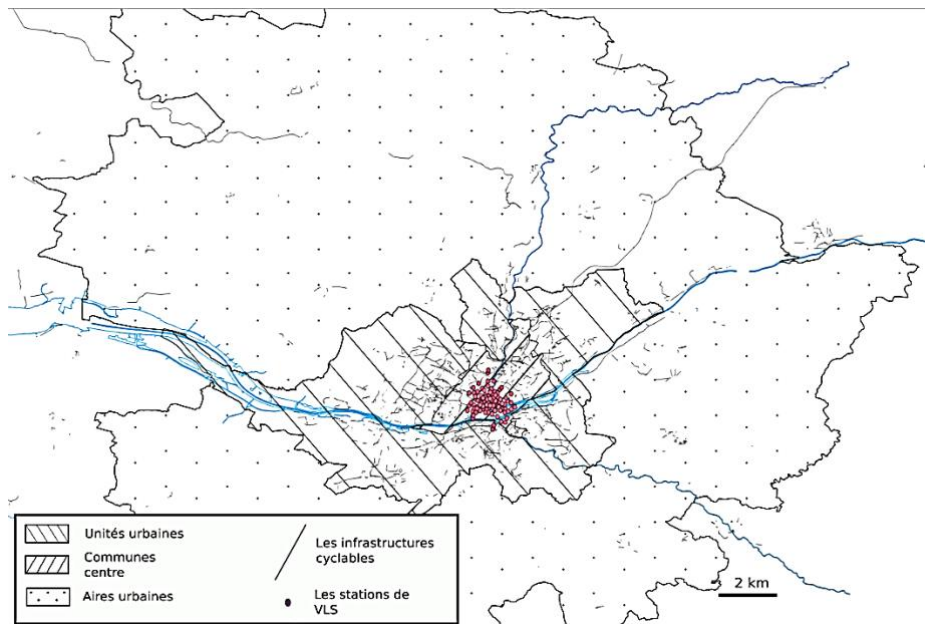 Unités urbaines
Communes
centre
Aires urbaines
Les infrastructures
cyclables
Les stations de
VLS
2 km